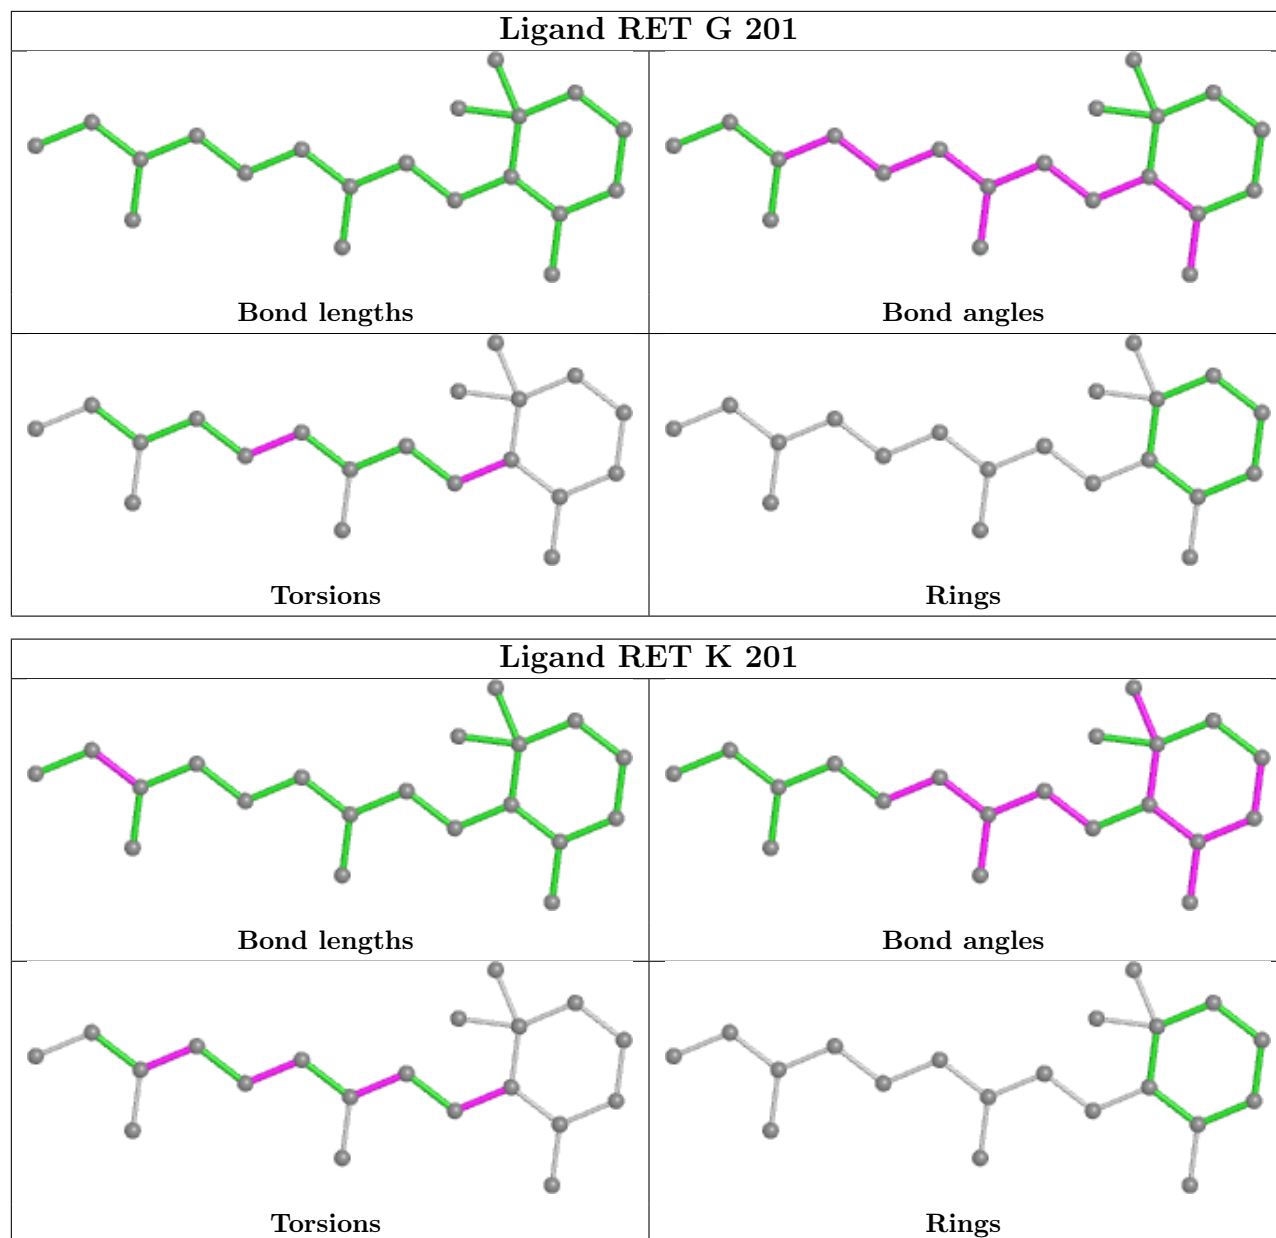 Ligand RET G 201
Bond lengths
Bond angles
Torsions
Rings
Ligand RET K 201
Bond lengths
Bond angles
Torsions
Rings